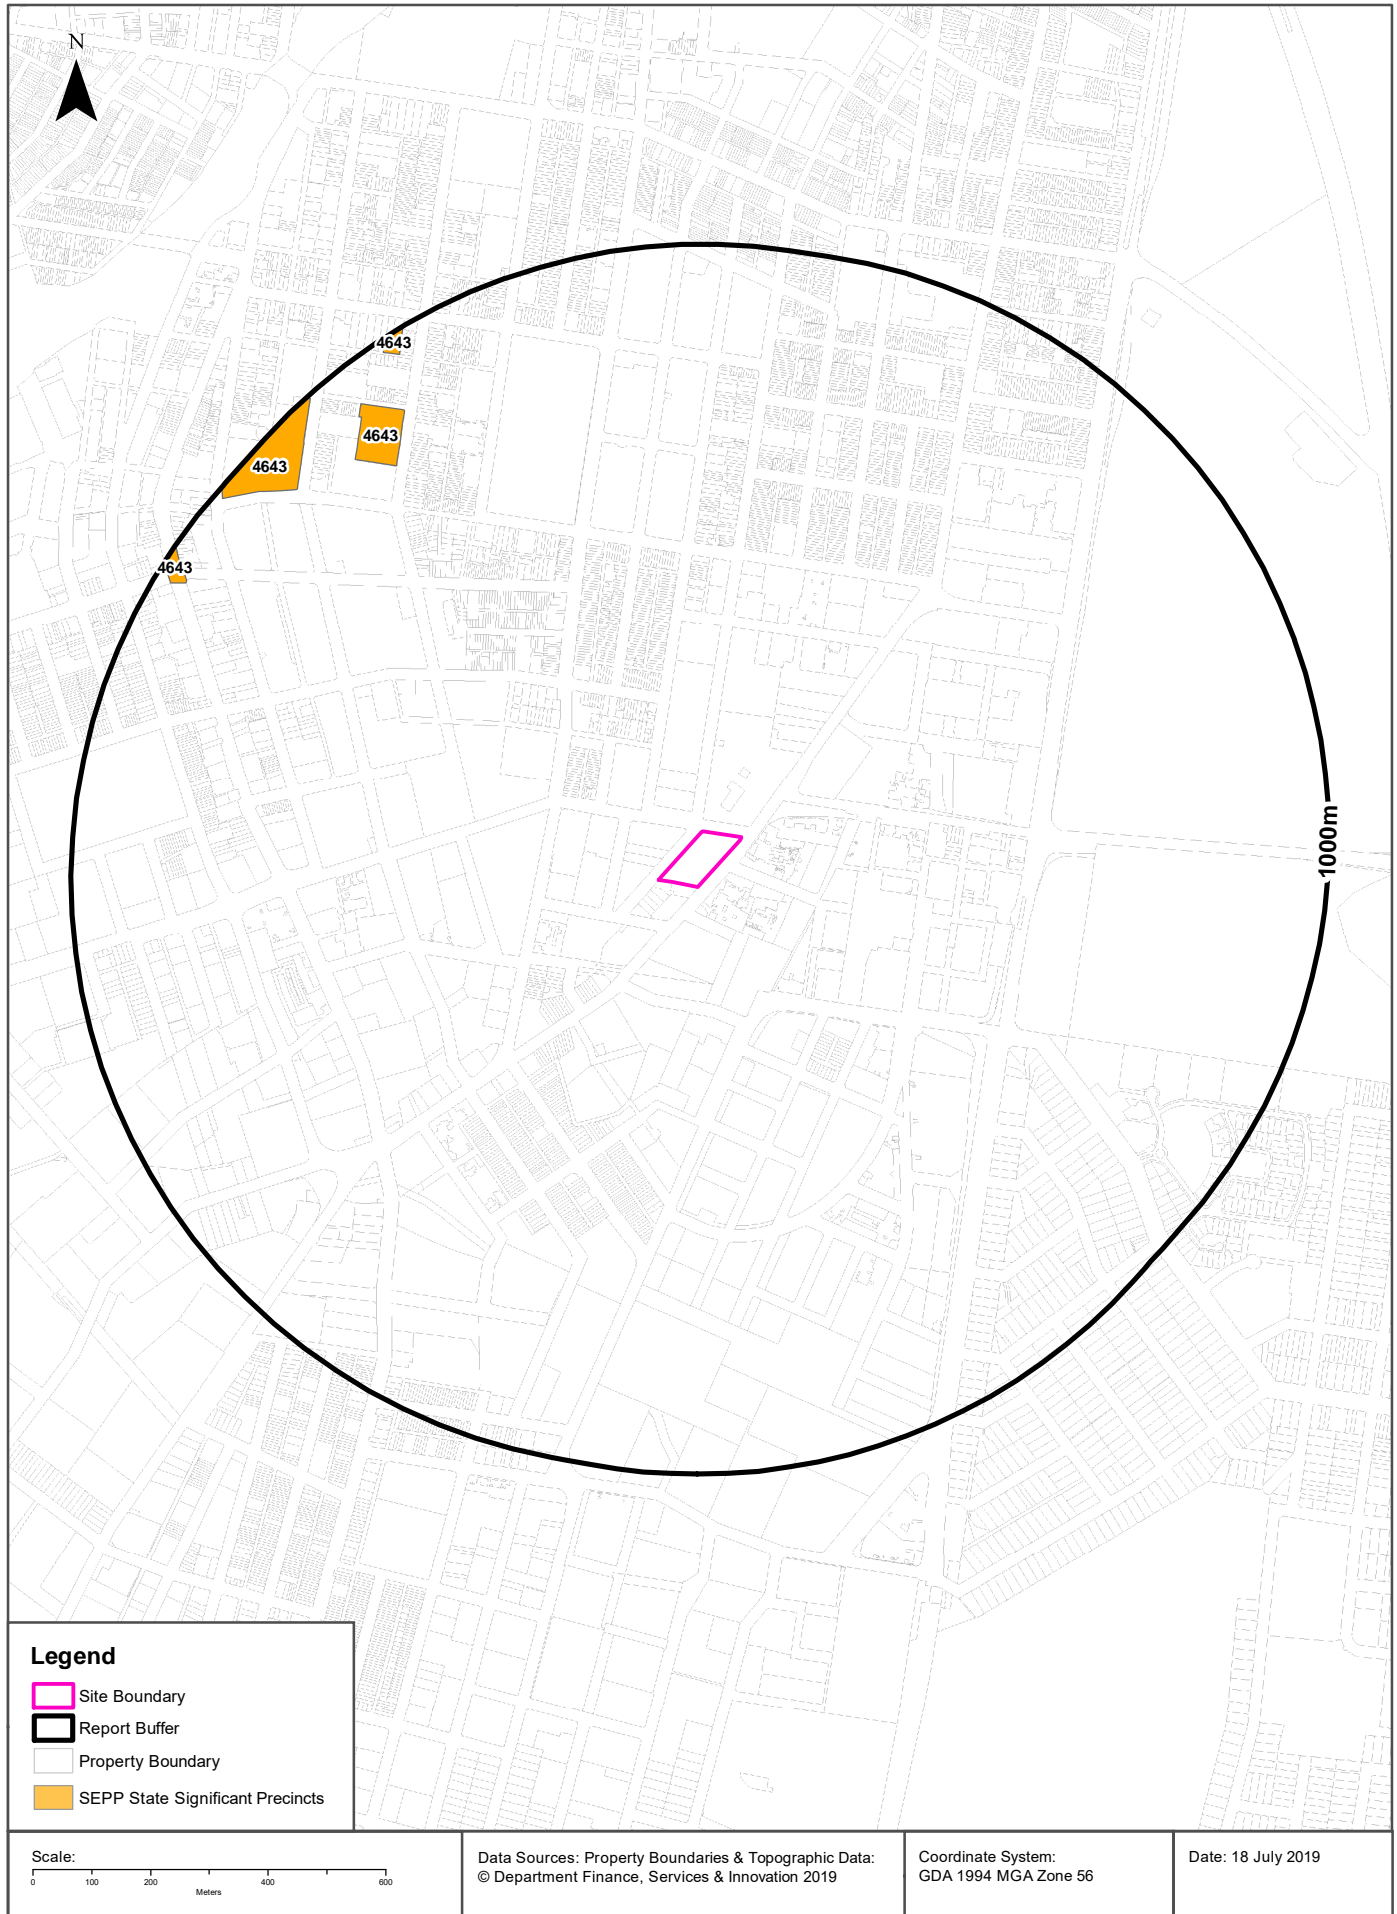 N
4643
4643
4643
4643
1000m
Legend
Site Boundary
Report Buffer
Property Boundary
SEPP State Significant Precincts
Scale:
0 100 200 400 600
Meters
Data Sources: Property Boundaries & Topographic Data:
© Department Finance, Services & Innovation 2019
Coordinate System:
GDA 1994 MGA Zone 56
Date: 18 July 2019